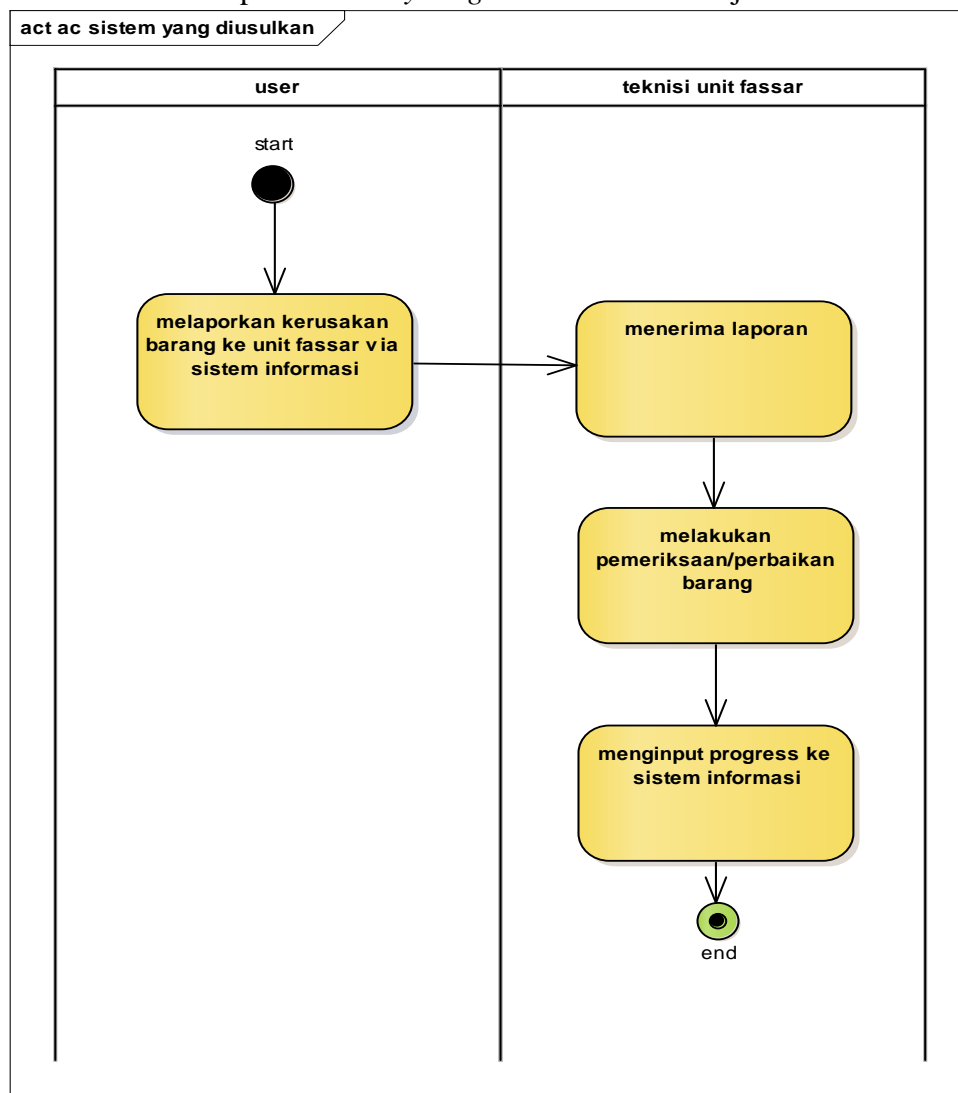 act ac sistem yang diusulkan
user
teknisi unit fassar
start
melaporkan kerusakan
barang ke unit fassar via
sistem informasi
menerima laporan
melakukan
pemeriksaan/perbaikan
barang
menginput progress ke
sistem informasi
end